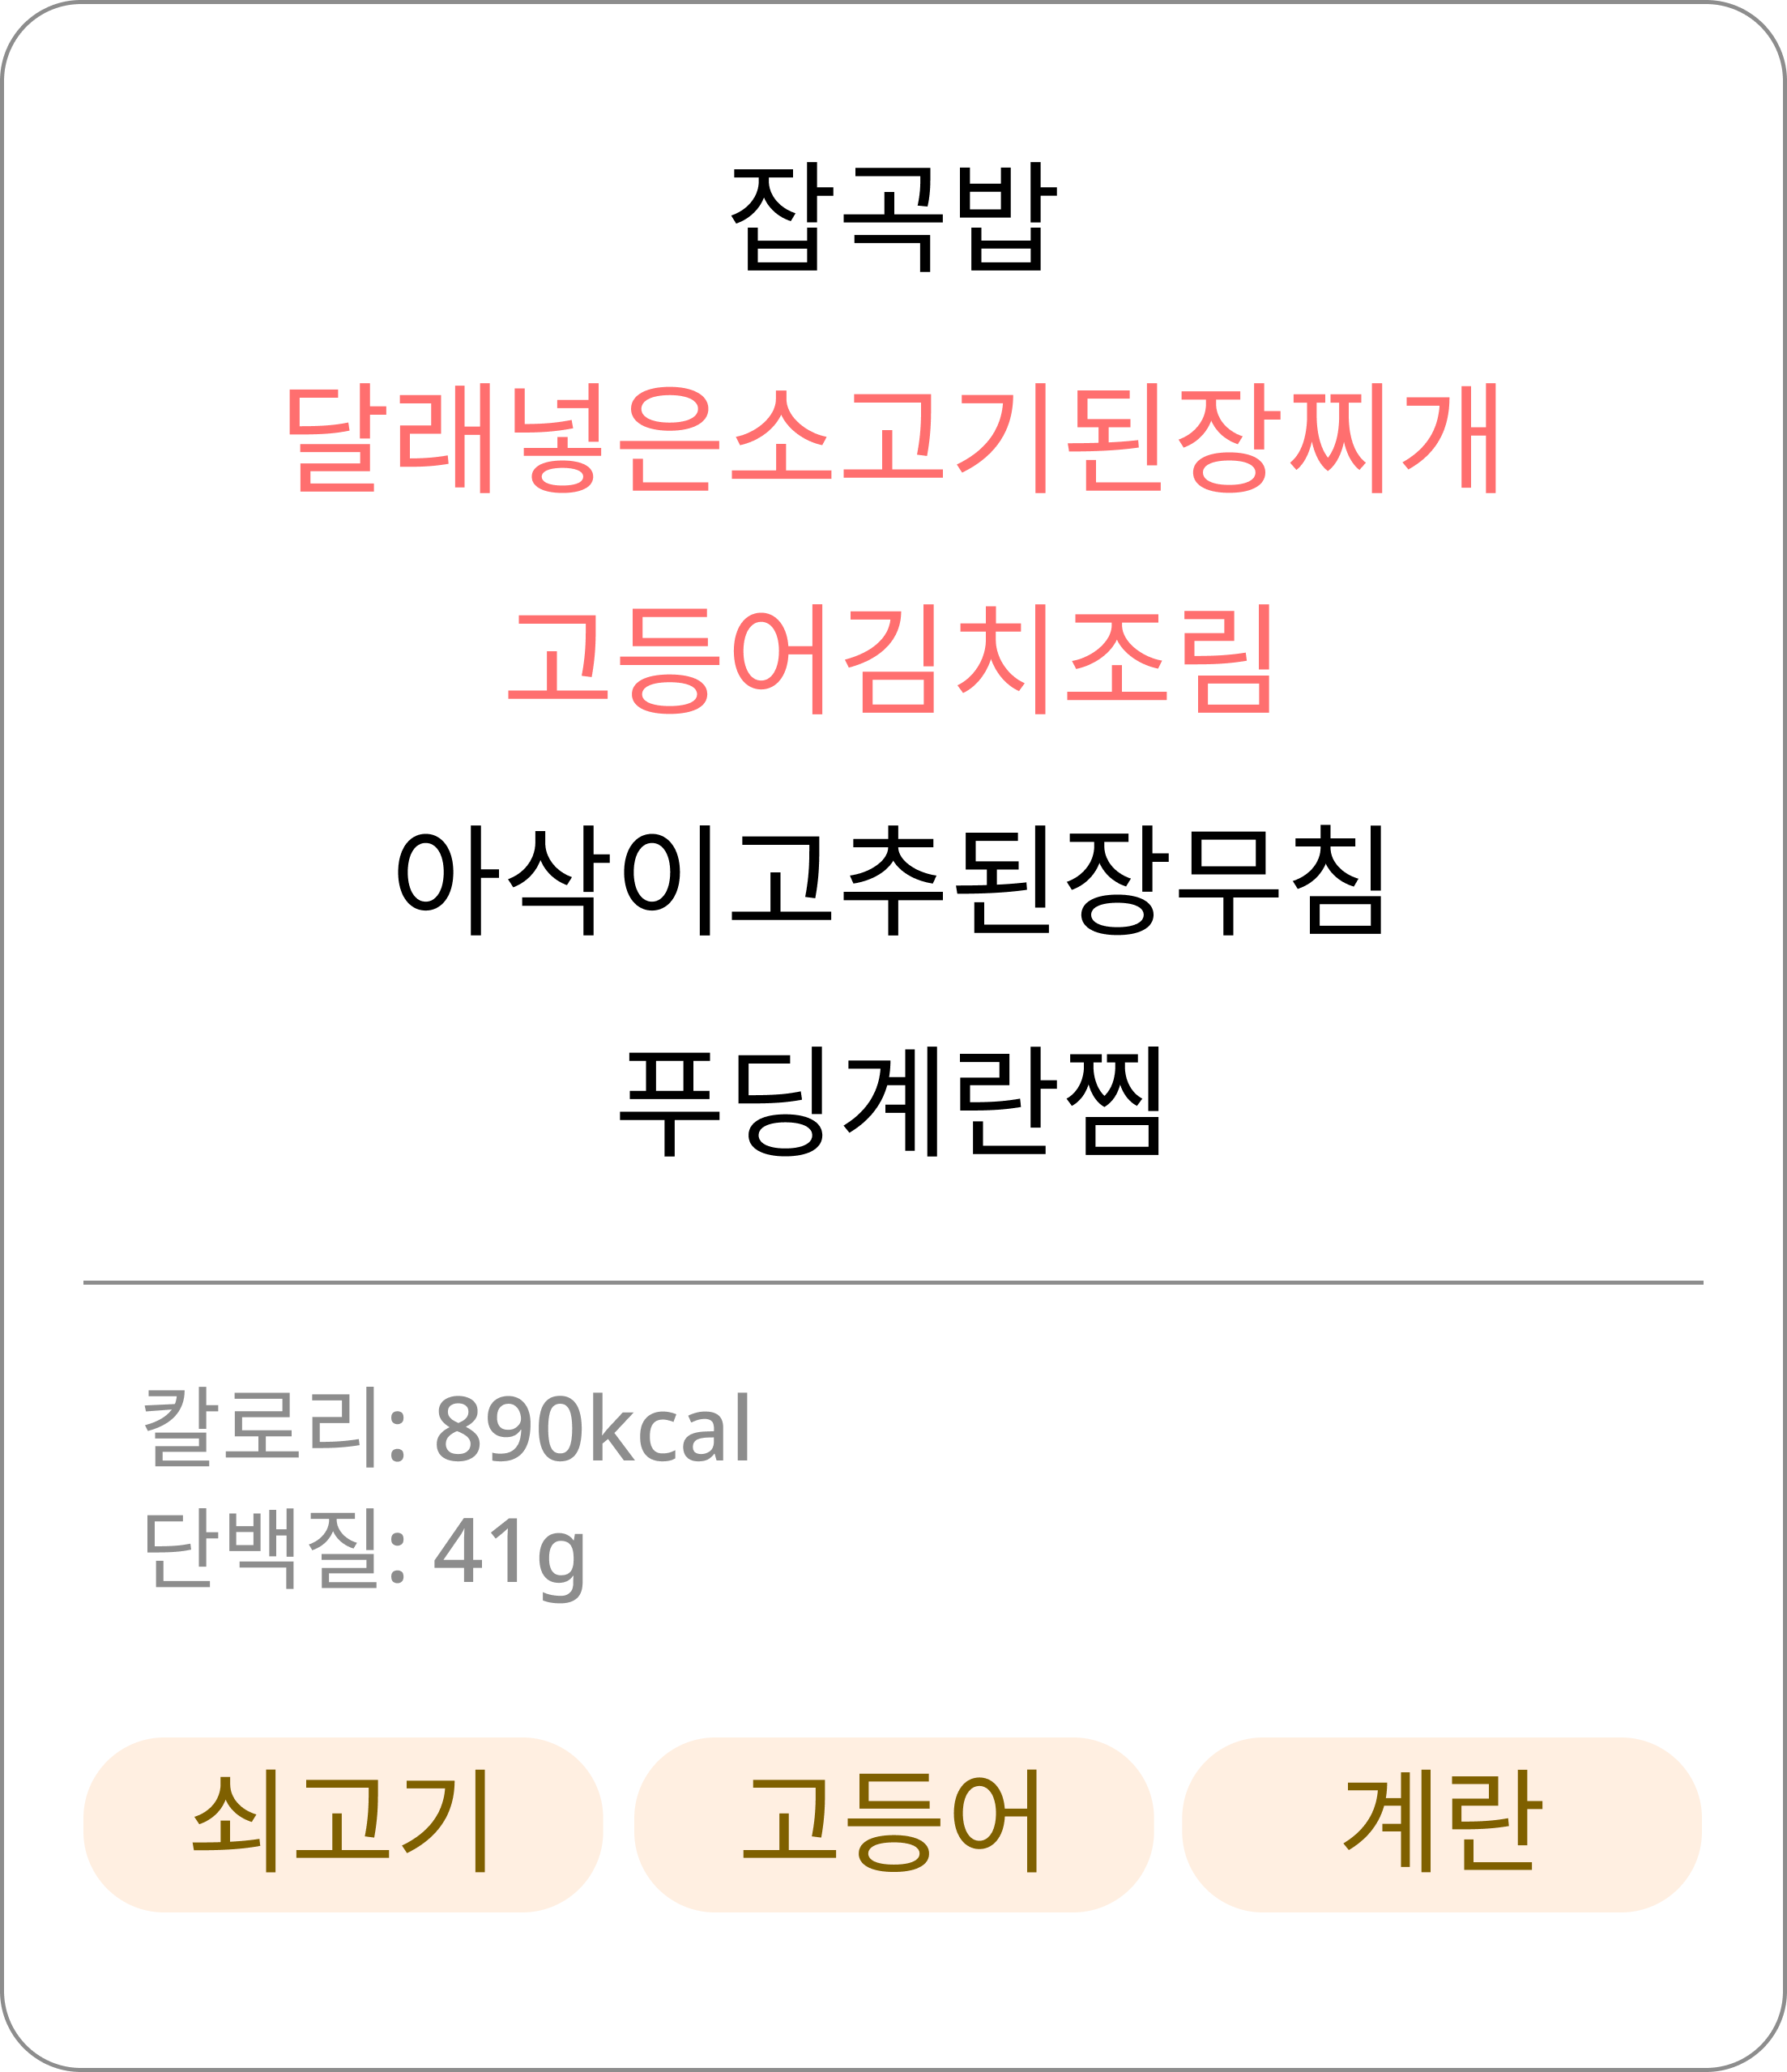 잡곡밥
달래넣은소고기된장찌개
고등어김치조림
아삭이고추된장무침
푸딩계란찜
칼로리: 890kcal
단백질: 41g
쇠고기 고등어 계란